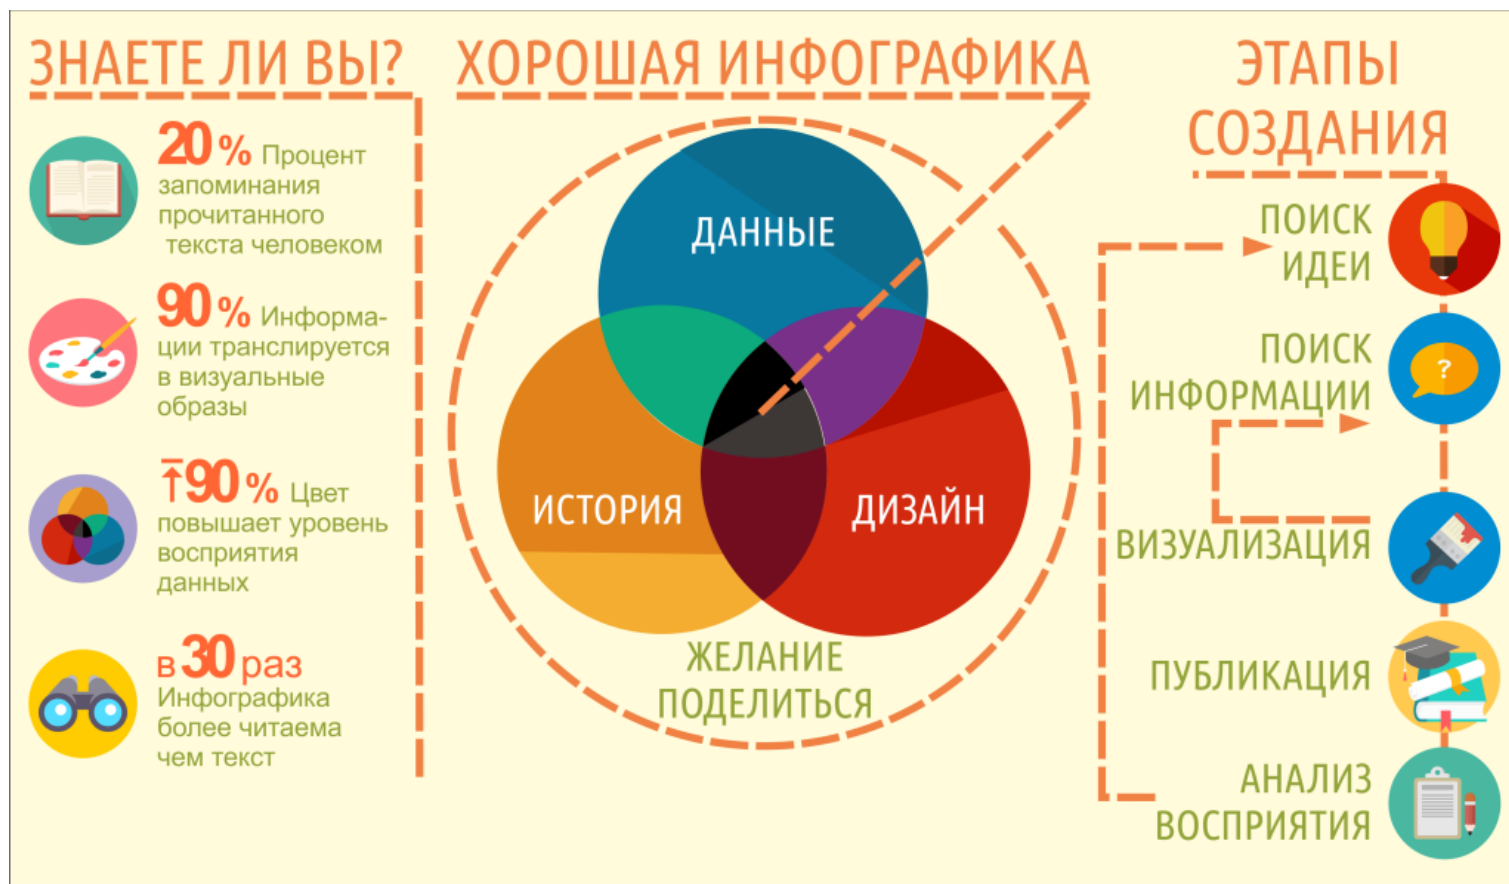 ЗНАЕТЕ ЛИ ВЫ?
20 % Процент
запоминания
прочитанного
текста человеком
90 % Информа-
ции транслируется
в визуальные
образы
90 % Цвет
повышает уровень
восприятия
данных
в 30 раз
Инфографика
более читаема
чем текст
ХОРОШАЯ ИНФОГРАФИКА
ДАННЫЕ
ИСТОРИЯ
ДИЗАЙН
ЖЕЛАНИЕ
ПОДЕЛИТЬСЯ
ЭТАПЫ
СОЗДАНИЯ
ПОИСК
ИДЕИ
ПОИСК
ИНФОРМАЦИИ
?
ВИЗУАЛИЗАЦИЯ
ПУБЛИКАЦИЯ
АНАЛИЗ
ВОСПРИЯТИЯ